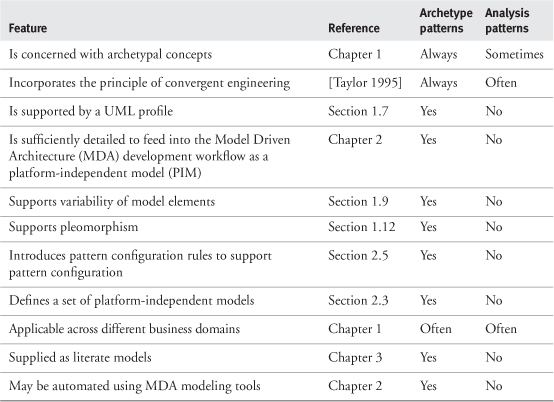 Feature Reference Archetype patterns Analysis patterns
Is concerned with archetypal concepts Chapter 1 Always Sometimes
Incorporates the principle of convergent engineering [Taylor 1995] Always Often
Is supported by a UML profile Section 1.7 Yes No
Is sufficiently detailed to feed into the Model Driven Chapter 2 Yes No
Architecture (MDA) development workflow as a
platform-independent model (PIM)
Supports variability of model elements Section 1.9 Yes No
Supports pleomorphism Section 1.12 Yes No
Introduces pattern configuration rules to support Section 2.5 Yes No
pattern configuration
Defines a set of platform-independent models Section 2.3 Yes No
Applicable across different business domains Chapter 1 Often Often
Supplied as literate models Chapter 3 Yes No
May be automated using MDA modeling tools Chapter 2 Yes No